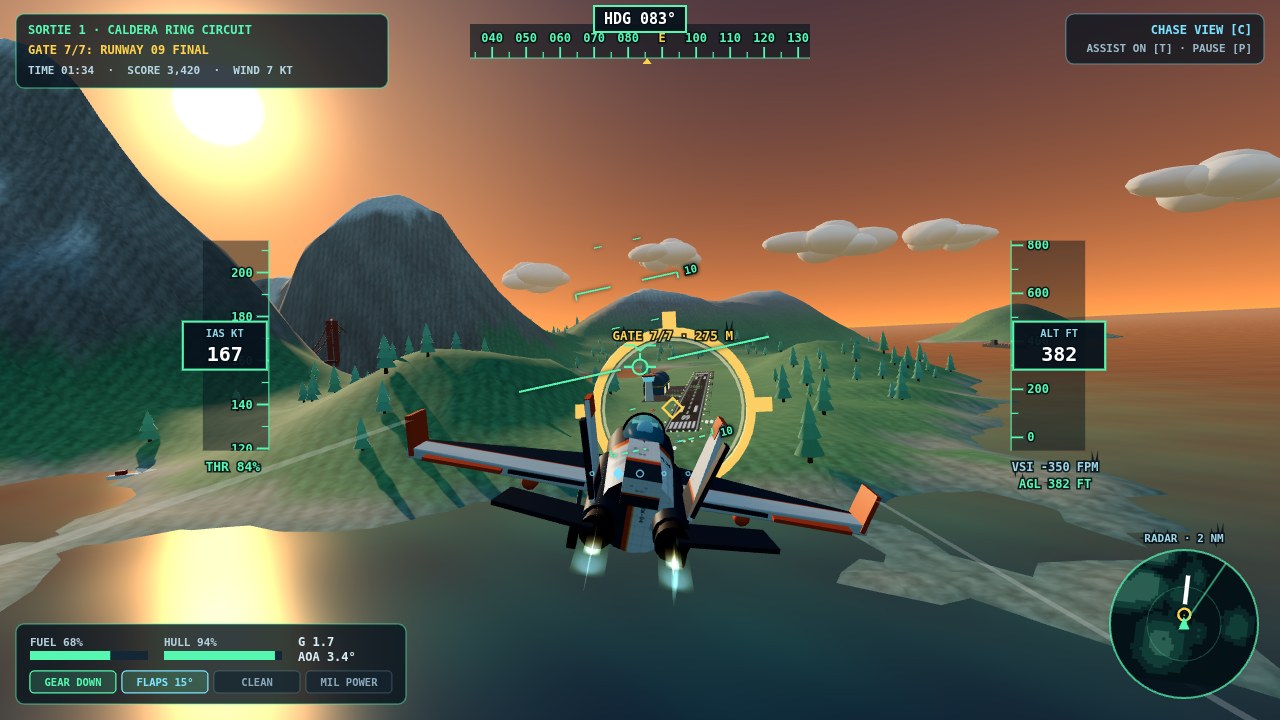 SORTIE 1 · CALDERA RING CIRCUIT
GATE 7/7: RUNWAY 09 FINAL
TIME 01:34 · SCORE 3,420 · WIND 7 KT
HDG 083°
040 050 060 070 080 E 100 110 120 130
CHASE VIEW [C]
ASSIST ON [T] · PAUSE [P]
200
180
IAS KT
167
140
120
THR 84%
10
GATE 7/7 · 275 M
10
800
600
ALT FT
382
200
0
VSI -350 FPM
AGL 382 FT
RADAR · 2 NM
FUEL 68%
HULL 94%
G 1.7
AOA 3.4°
GEAR DOWN
FLAPS 15°
CLEAN
MIL POWER